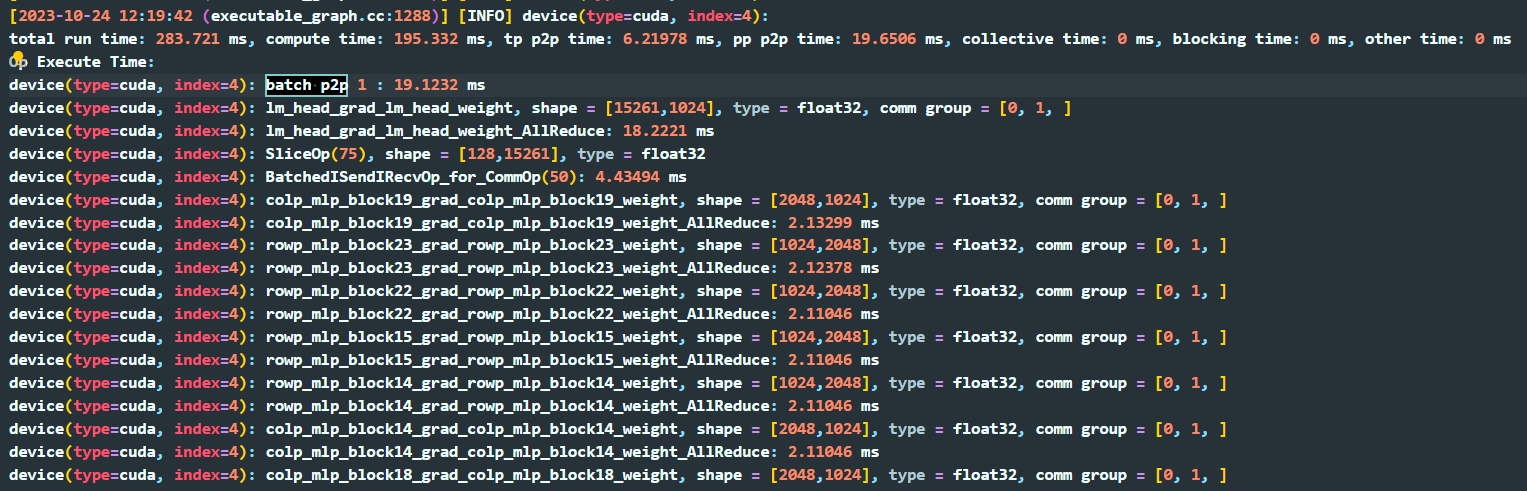 [2023-10-24 12:19:42 (executable_graph.cc:1288)] [INFO] device(type=cuda, index=4):
total run time: 283.721 ms, compute time: 195.332 ms, tp p2p time: 6.21978 ms, pp p2p time: 19.6506 ms, collective time: 0 ms, blocking time: 0 ms, other time: 0 ms
Op Execute Time:
device(type=cuda, index=4): batch p2p 1 : 19.1232 ms
device(type=cuda, index=4): lm_head_grad_lm_head_weight, shape = [15261,1024], type = float32, comm group = [0, 1, ]
device(type=cuda, index=4): lm_head_grad_lm_head_weight_AllReduce: 18.2221 ms
device(type=cuda, index=4): SliceOp(75), shape = [128,15261], type = float32
device(type=cuda, index=4): BatchedISendIRecvOp_for_CommOp(50): 4.43494 ms
device(type=cuda, index=4): colp_mlp_block19_grad_colp_mlp_block19_weight, shape = [2048,1024], type = float32, comm group = [0, 1, ]
device(type=cuda, index=4): colp_mlp_block19_grad_colp_mlp_block19_weight_AllReduce: 2.13299 ms
device(type=cuda, index=4): rowp_mlp_block23_grad_rowp_mlp_block23_weight, shape = [1024,2048], type = float32, comm group = [0, 1, ]
device(type=cuda, index=4): rowp_mlp_block23_grad_rowp_mlp_block23_weight_AllReduce: 2.12378 ms
device(type=cuda, index=4): rowp_mlp_block22_grad_rowp_mlp_block22_weight, shape = [1024,2048], type = float32, comm group = [0, 1, ]
device(type=cuda, index=4): rowp_mlp_block22_grad_rowp_mlp_block22_weight_AllReduce: 2.11046 ms
device(type=cuda, index=4): rowp_mlp_block15_grad_rowp_mlp_block15_weight, shape = [1024,2048], type = float32, comm group = [0, 1, ]
device(type=cuda, index=4): rowp_mlp_block15_grad_rowp_mlp_block15_weight_AllReduce: 2.11046 ms
device(type=cuda, index=4): rowp_mlp_block14_grad_rowp_mlp_block14_weight, shape = [1024,2048], type = float32, comm group = [0, 1, ]
device(type=cuda, index=4): rowp_mlp_block14_grad_rowp_mlp_block14_weight_AllReduce: 2.11046 ms
device(type=cuda, index=4): colp_mlp_block14_grad_colp_mlp_block14_weight, shape = [2048,1024], type = float32, comm group = [0, 1, ]
device(type=cuda, index=4): colp_mlp_block14_grad_colp_mlp_block14_weight_AllReduce: 2.11046 ms
device(type=cuda, index=4): colp_mlp_block18_grad_colp_mlp_block18_weight, shape = [2048,1024], type = float32, comm group = [0, 1, ]